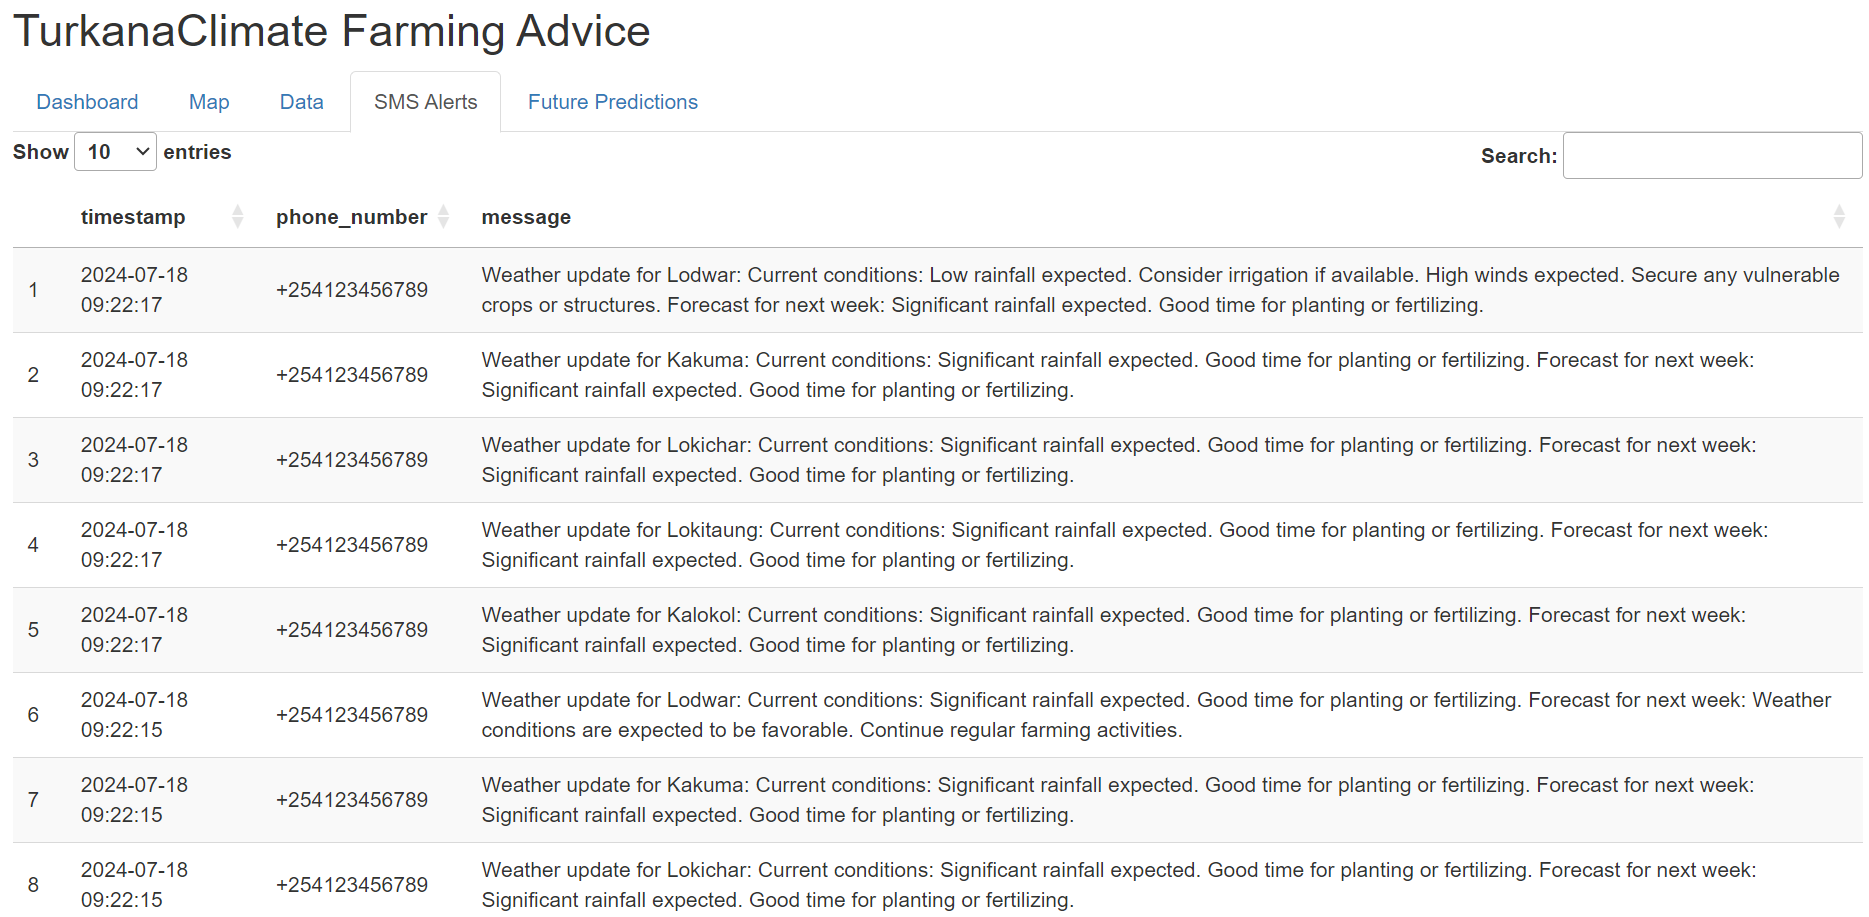 TurkanaClimate Farming Advice
Dashboard Map Data SMS Alerts Future Predictions
Show 10 entries Search:
timestamp phone_number message
1 2024-07-18 09:22:17 +254123456789 Weather update for Lodwar: Current conditions: Low rainfall expected. Consider irrigation if available. High winds expected. Secure any vulnerable
crops or structures. Forecast for next week: Significant rainfall expected. Good time for planting or fertilizing.
2 2024-07-18 09:22:17 +254123456789 Weather update for Kakuma: Current conditions: Significant rainfall expected. Good time for planting or fertilizing. Forecast for next week:
Significant rainfall expected. Good time for planting or fertilizing.
3 2024-07-18 09:22:17 +254123456789 Weather update for Lokichar: Current conditions: Significant rainfall expected. Good time for planting or fertilizing. Forecast for next week:
Significant rainfall expected. Good time for planting or fertilizing.
4 2024-07-18 09:22:17 +254123456789 Weather update for Lokitaung: Current conditions: Significant rainfall expected. Good time for planting or fertilizing. Forecast for next week:
Significant rainfall expected. Good time for planting or fertilizing.
5 2024-07-18 09:22:17 +254123456789 Weather update for Kalokol: Current conditions: Significant rainfall expected. Good time for planting or fertilizing. Forecast for next week:
Significant rainfall expected. Good time for planting or fertilizing.
6 2024-07-18 09:22:15 +254123456789 Weather update for Lodwar: Current conditions: Significant rainfall expected. Good time for planting or fertilizing. Forecast for next week: Weather
conditions are expected to be favorable. Continue regular farming activities.
7 2024-07-18 09:22:15 +254123456789 Weather update for Kakuma: Current conditions: Significant rainfall expected. Good time for planting or fertilizing. Forecast for next week:
Significant rainfall expected. Good time for planting or fertilizing.
8 2024-07-18 09:22:15 +254123456789 Weather update for Lokichar: Current conditions: Significant rainfall expected. Good time for planting or fertilizing. Forecast for next week:
Significant rainfall expected. Good time for planting or fertilizing.